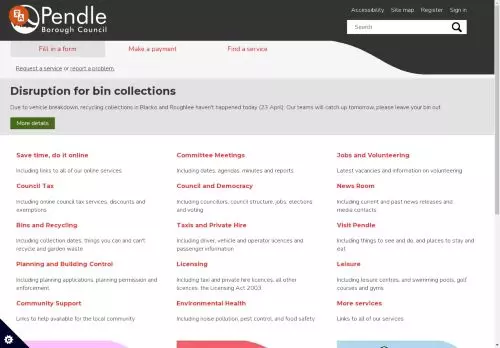 Pendle
Borough Council
Accessibility Site map Register Sign in
Search
Fill in a form Make a payment Find a service
Request a service or report a problem.
Disruption for bin collections
Due to vehicle breakdown, recycling collections in Blacko and Roughlee haven't happened today (23 April). Our teams will catch up tomorrow, please leave your bin out.
More details
Save time, do it online
Including links to all of our online services
Committee Meetings
Including dates, agendas, minutes and reports
Jobs and Volunteering
Latest vacancies and information on volunteering
Council Tax
Including online council tax services, discounts
and exemptions
Council and Democracy
Including councillors, council structure, jobs, elections
and voting
News Room
Including current and past news releases and
media contacts
Bins and Recycling
Including collection dates, things you can and can't
recycle and garden waste
Taxis and Private Hire
Including driver, vehicle and operator licences and
passenger information
Visit Pendle
Including things to see and do, and places to stay and
eat
Planning and Building Control
Including planning applications, planning permission and
enforcement
Licensing
Including taxi and private hire licences, all other
licences, the Licensing Act 2003
Leisure
Including leisure centres, and swimming pools, golf
courses and gyms
Community Support
Links to help available for the local community
Environmental Health
Including noise pollution, pest control, and food safety
More services
Links to all of our services